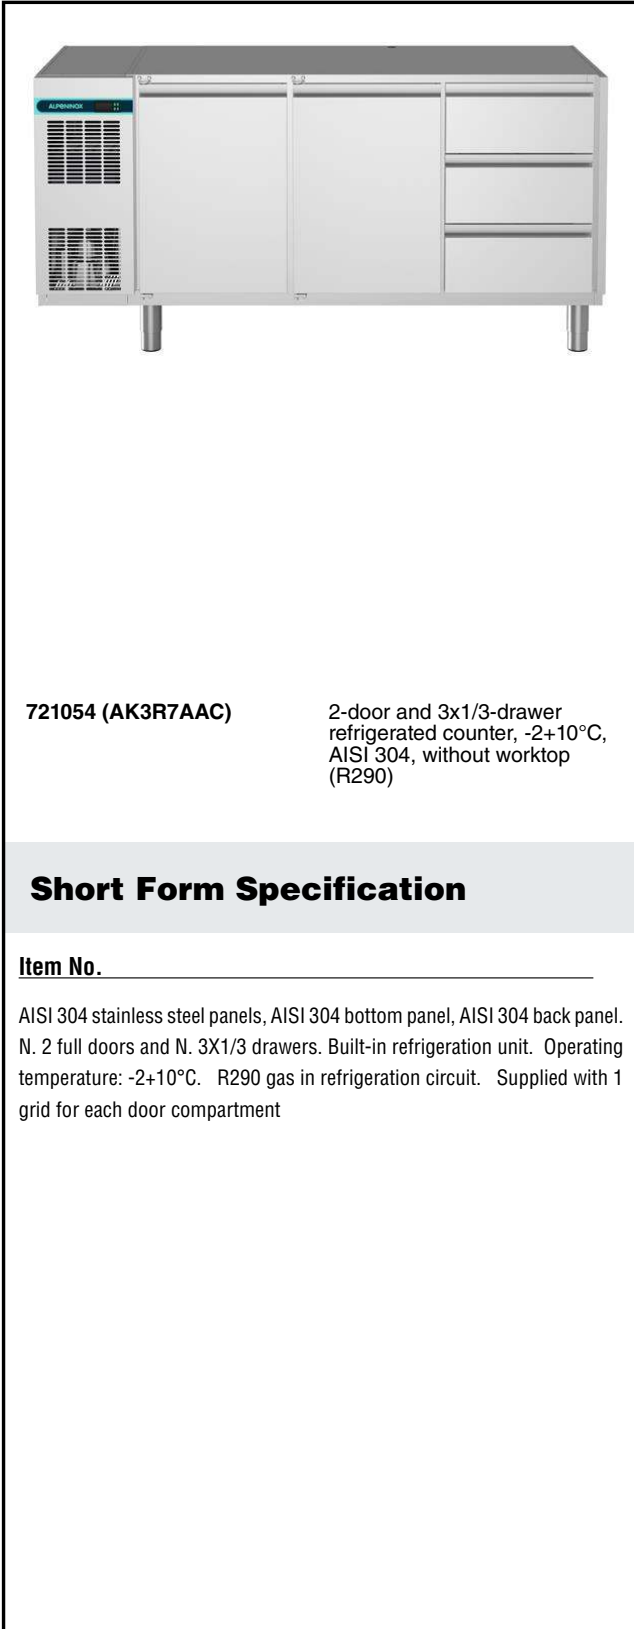 ALPENINOX
721054 (AK3R7AAC)
2-door and 3x1/3-drawer
refrigerated counter, -2+10°C,
AISI 304, without worktop
(R290)
Short Form Specification
Item No.
AISI 304 stainless steel panels, AISI 304 bottom panel, AISI 304 back panel.
N. 2 full doors and N. 3X1/3 drawers. Built-in refrigeration unit. Operating
temperature: -2+10°C. R290 gas in refrigeration circuit. Supplied with 1
grid for each door compartment